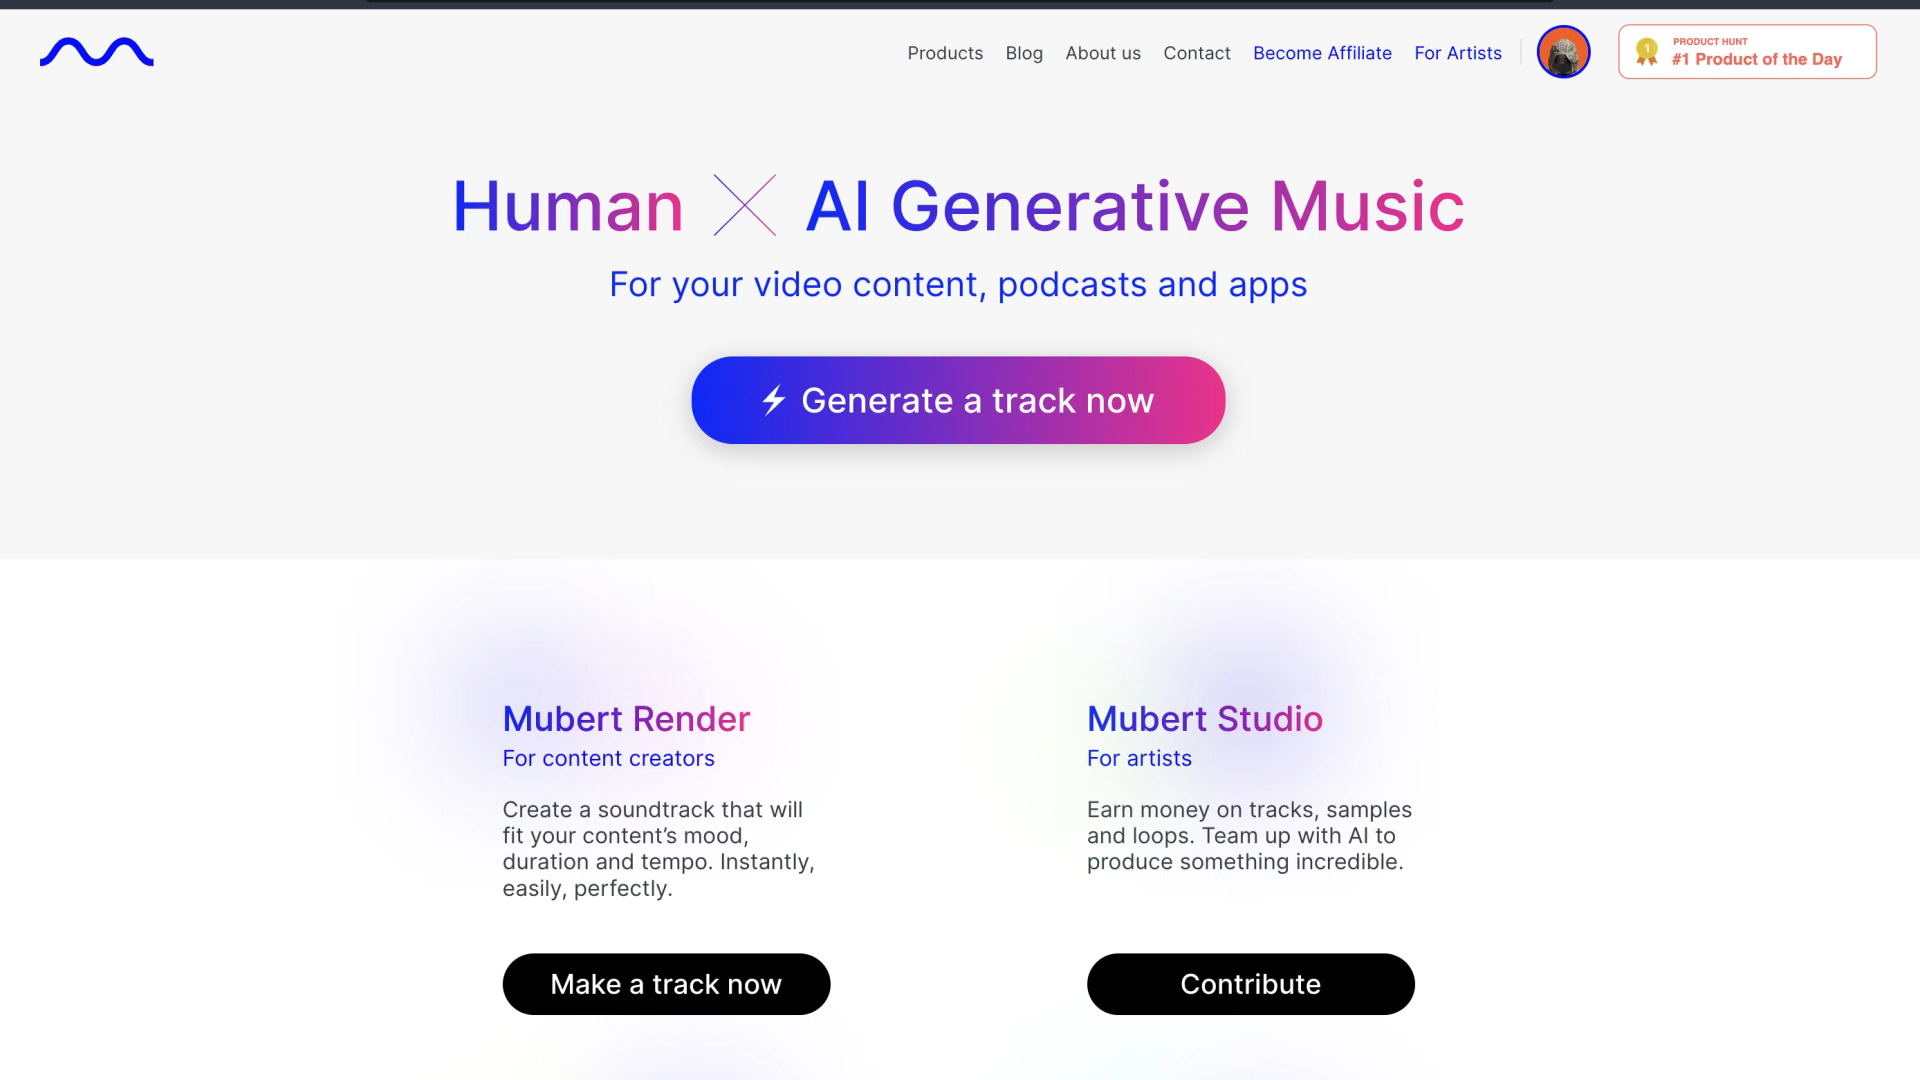 Products Blog About us Contact Become Affiliate For Artists
PRODUCT HUNT
#1 Product of the Day
1
Human × AI Generative Music
For your video content, podcasts and apps
Generate a track now
Mubert Render
For content creators
Create a soundtrack that will
fit your content’s mood,
duration and tempo. Instantly,
easily, perfectly.
Make a track now
Mubert Studio
For artists
Earn money on tracks, samples
and loops. Team up with AI to
produce something incredible.
Contribute